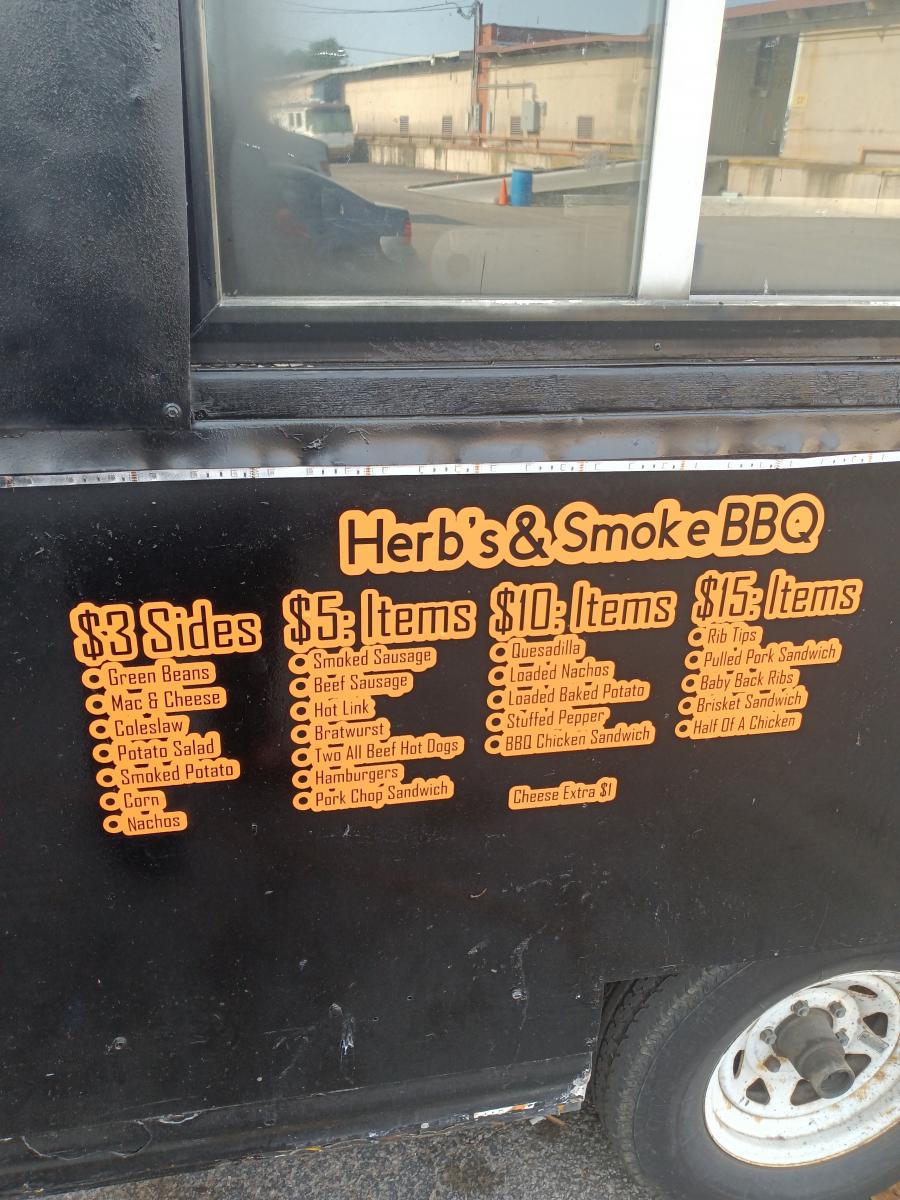 Herb's & Smoke BBQ
$3 Sides
Green Beans
Mac & Cheese
Coleslaw
Potato Salad
Smoked Potato
Corn
Nachos
$5: Items
Smoked Sausage
Beef Sausage
Hot Link
Bratwurst
Two All Beef Hot Dogs
Hamburgers
Pork Chop Sandwich
$10: Items
Quesadilla
Loaded Nachos
Loaded Baked Potato
Stuffed Pepper
BBQ Chicken Sandwich
Cheese Extra $1
$15: Items
Rib Tips
Pulled Pork Sandwich
Baby Back Ribs
Brisket Sandwich
Half Of A Chicken